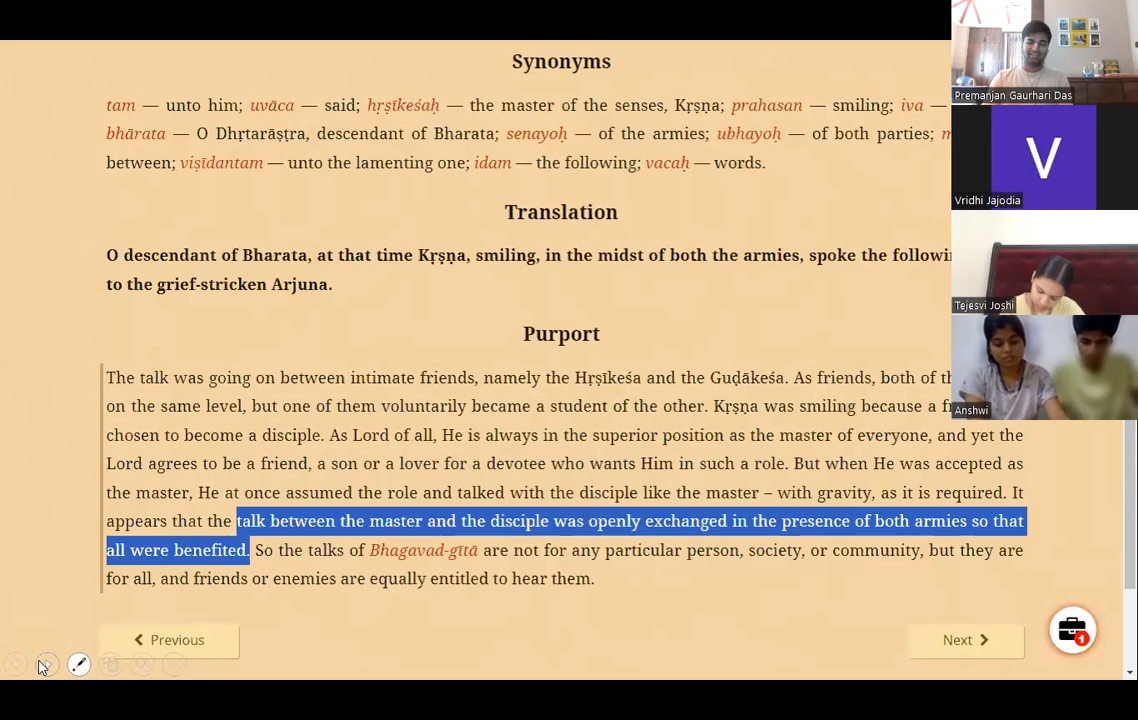 Synonyms
tam — unto him; uvāca — said; hṛṣīkeśaḥ — the master of the senses, Kṛṣṇa; prahasan — smiling; iva —
bhārata — O Dhṛtarāṣṭra, descendant of Bharata; senayoḥ — of the armies; ubhayoḥ — of both parties;
between; viṣīdantam — unto the lamenting one; idam — the following; vacaḥ — words.
Translation
O descendant of Bharata, at that time Kṛṣṇa, smiling, in the midst of both the armies, spoke the
to the grief-stricken Arjuna.
Purport
The talk was going on between intimate friends, namely the Hṛṣīkeśa and the Guḍākeśa. As friends, both of
on the same level, but one of them voluntarily became a student of the other. Kṛṣṇa was smiling because a
chosen to become a disciple. As Lord of all, He is always in the superior position as the master of everyone, and yet the
Lord agrees to be a friend, a son or a lover for a devotee who wants Him in such a role. But when He was accepted as
the master, He at once assumed the role and talked with the disciple like the master – with gravity, as it is required. It
appears that the talk between the master and the disciple was openly exchanged in the presence of both armies so that
all were benefited. So the talks of Bhagavad-gītā are not for any particular person, society, or community, but they are
for all, and friends or enemies are equally entitled to hear them.
Previous
Next
1
Premanjan Gaurhari Das
V
Vridhi Jajodia
Tejesvi Joshi
Anshwi